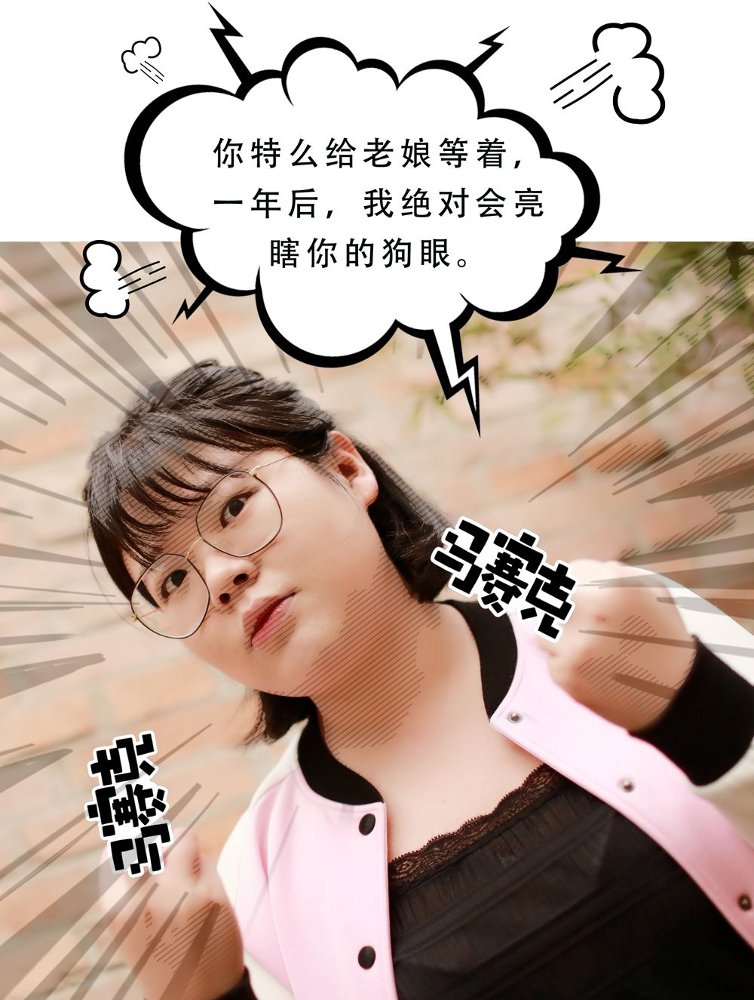 你特么给老娘等着，
一年后，我绝对会亮
瞎你的狗眼。
马赛克
马赛克